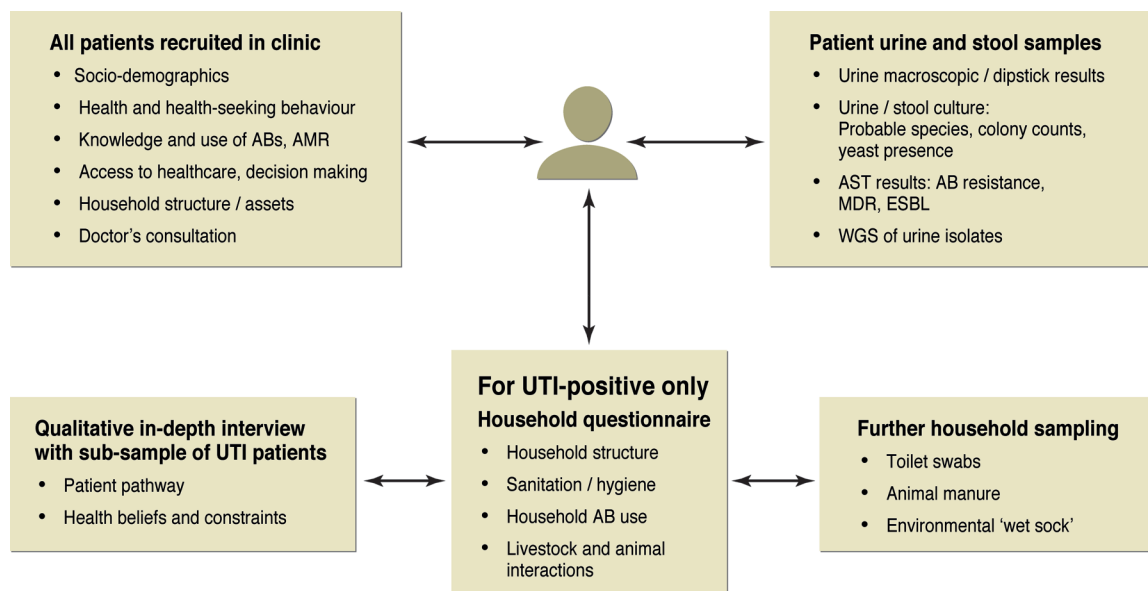 All patients recruited in clinic
• Socio-demographics
• Health and health-seeking behaviour
• Knowledge and use of ABs, AMR
• Access to healthcare, decision making
• Household structure / assets
• Doctor’s consultation
Patient urine and stool samples
• Urine macroscopic / dipstick results
• Urine / stool culture:
Probable species, colony counts,
yeast presence
• AST results: AB resistance,
MDR, ESBL
• WGS of urine isolates
Qualitative in-depth interview
with sub-sample of UTI patients
• Patient pathway
• Health beliefs and constraints
For UTI-positive only
Household questionnaire
• Household structure
• Sanitation / hygiene
• Household AB use
• Livestock and animal
interactions
Further household sampling
• Toilet swabs
• Animal manure
• Environmental ‘wet sock’